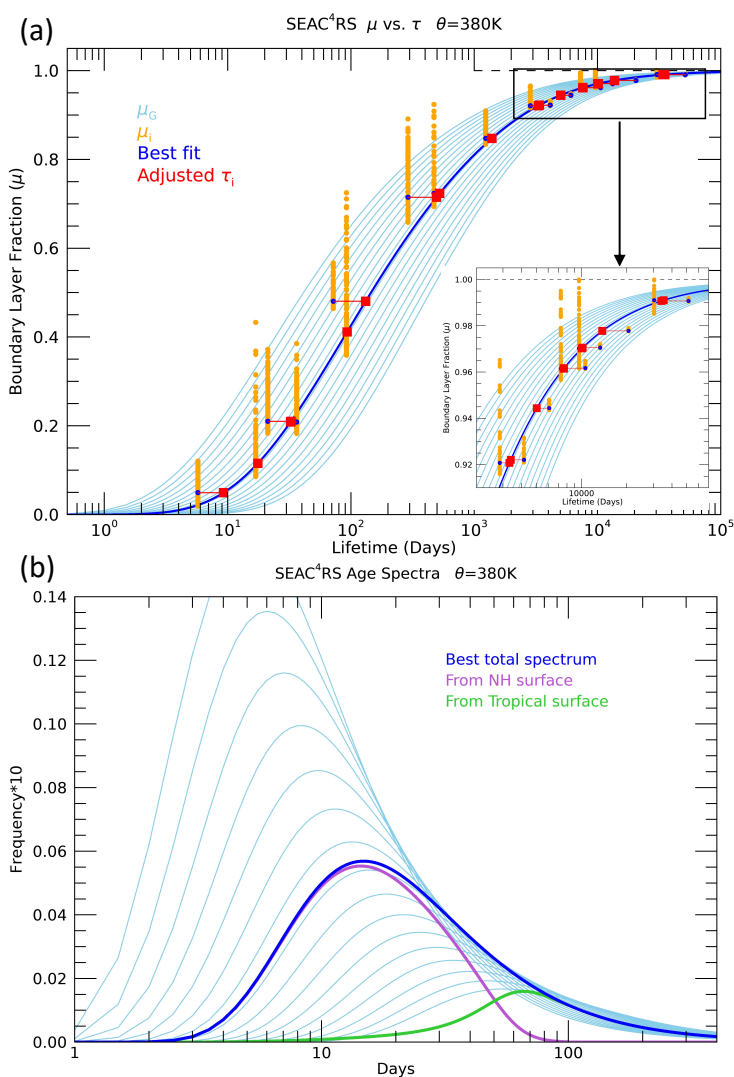 (a)
SEAC⁴RS μ vs. τ θ=380K
μ_G
μ_i
Best fit
Adjusted τ_i
Boundary Layer Fraction (μ)
1.0
0.8
0.6
0.4
0.2
0.0
10⁰
10¹
10²
10³
10⁴
10⁵
Lifetime (Days)
Boundary Layer Fraction (μ)
1.00
0.98
0.96
0.94
0.92
10000
Lifetime (Days)
(b)
SEAC⁴RS Age Spectra θ=380K
Best total spectrum
From NH surface
From Tropical surface
Frequency*10
0.14
0.12
0.10
0.08
0.06
0.04
0.02
0.00
1
10
100
Days